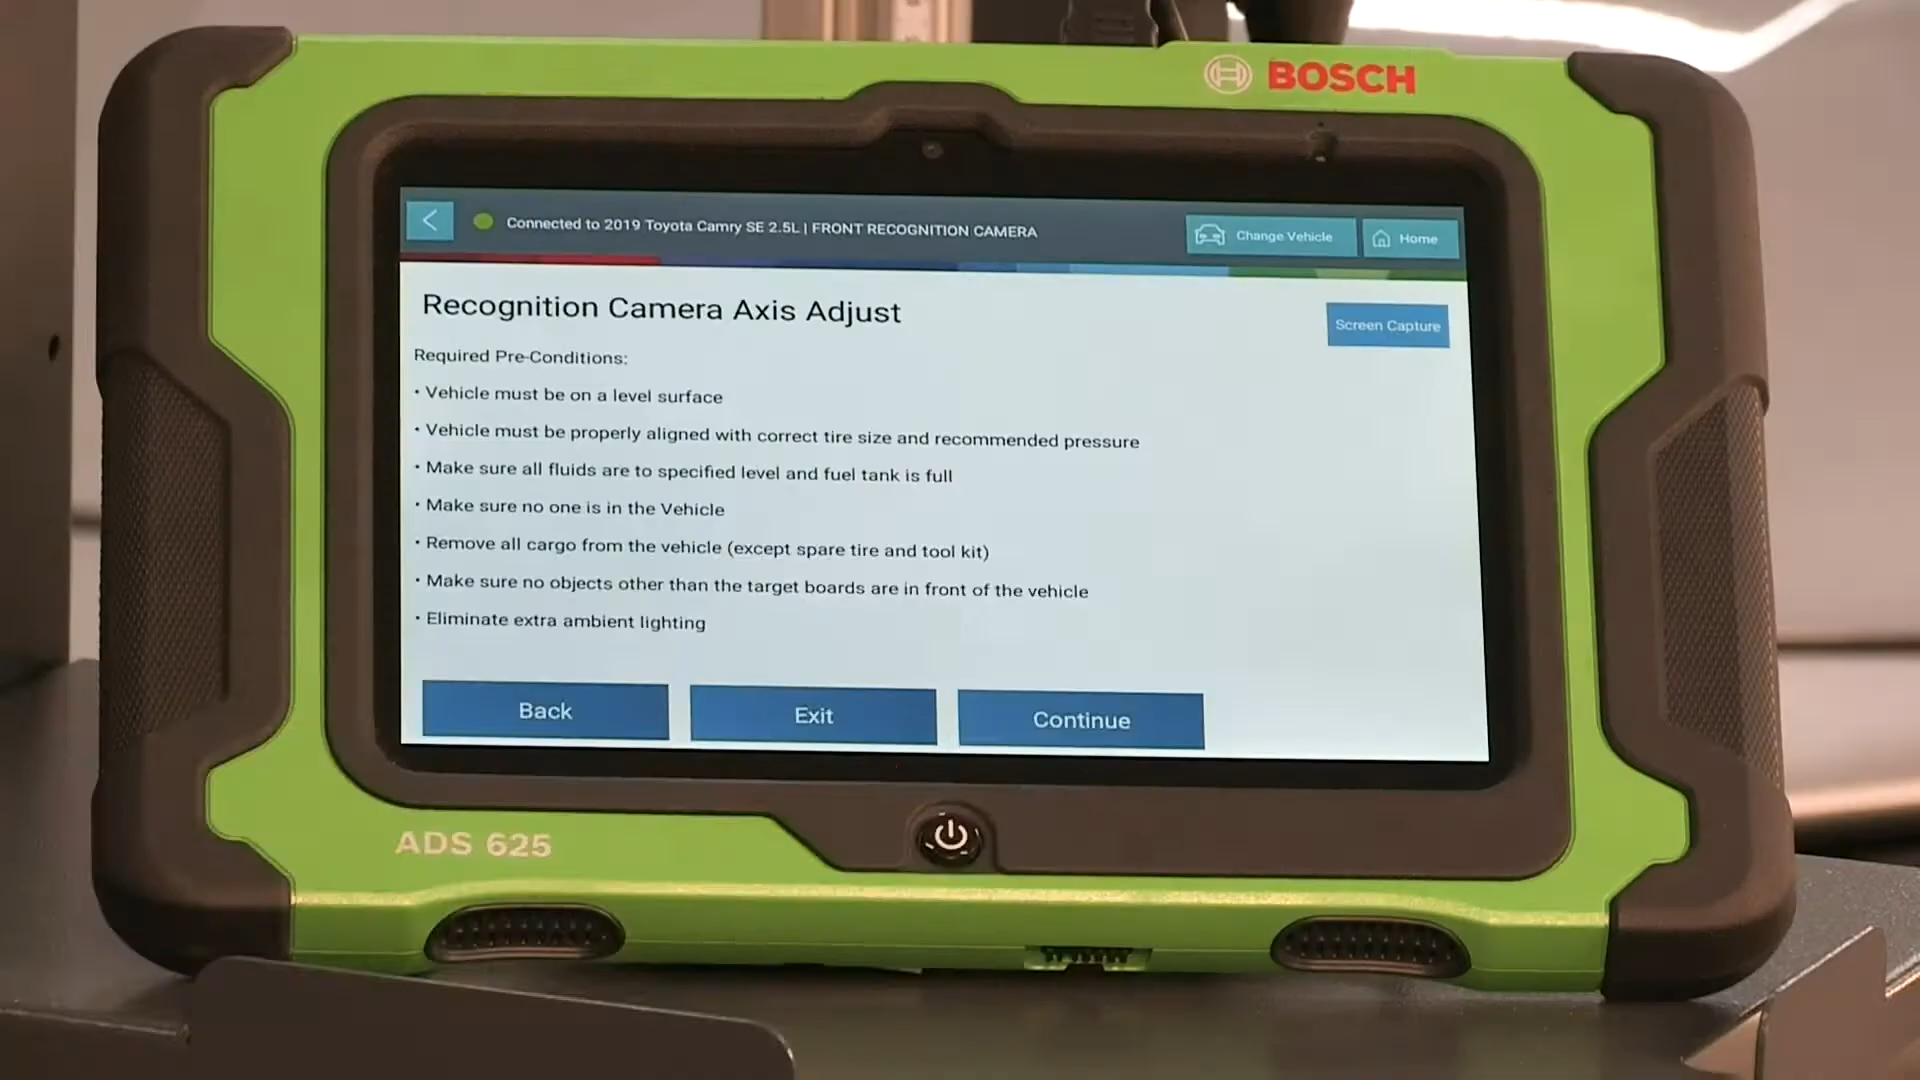 BOSCH
Connected to 2019 Toyota Camry SE 2.5L | FRONT RECOGNITION CAMERA
Change Vehicle
Home
Recognition Camera Axis Adjust
Screen Capture
Required Pre-Conditions:
• Vehicle must be on a level surface
• Vehicle must be properly aligned with correct tire size and recommended pressure
• Make sure all fluids are to specified level and fuel tank is full
• Make sure no one is in the Vehicle
• Remove all cargo from the vehicle (except spare tire and tool kit)
• Make sure no objects other than the target boards are in front of the vehicle
• Eliminate extra ambient lighting
Back
Exit
Continue
ADS 625